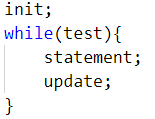 init;
while(test){
    statement;
    update;
}